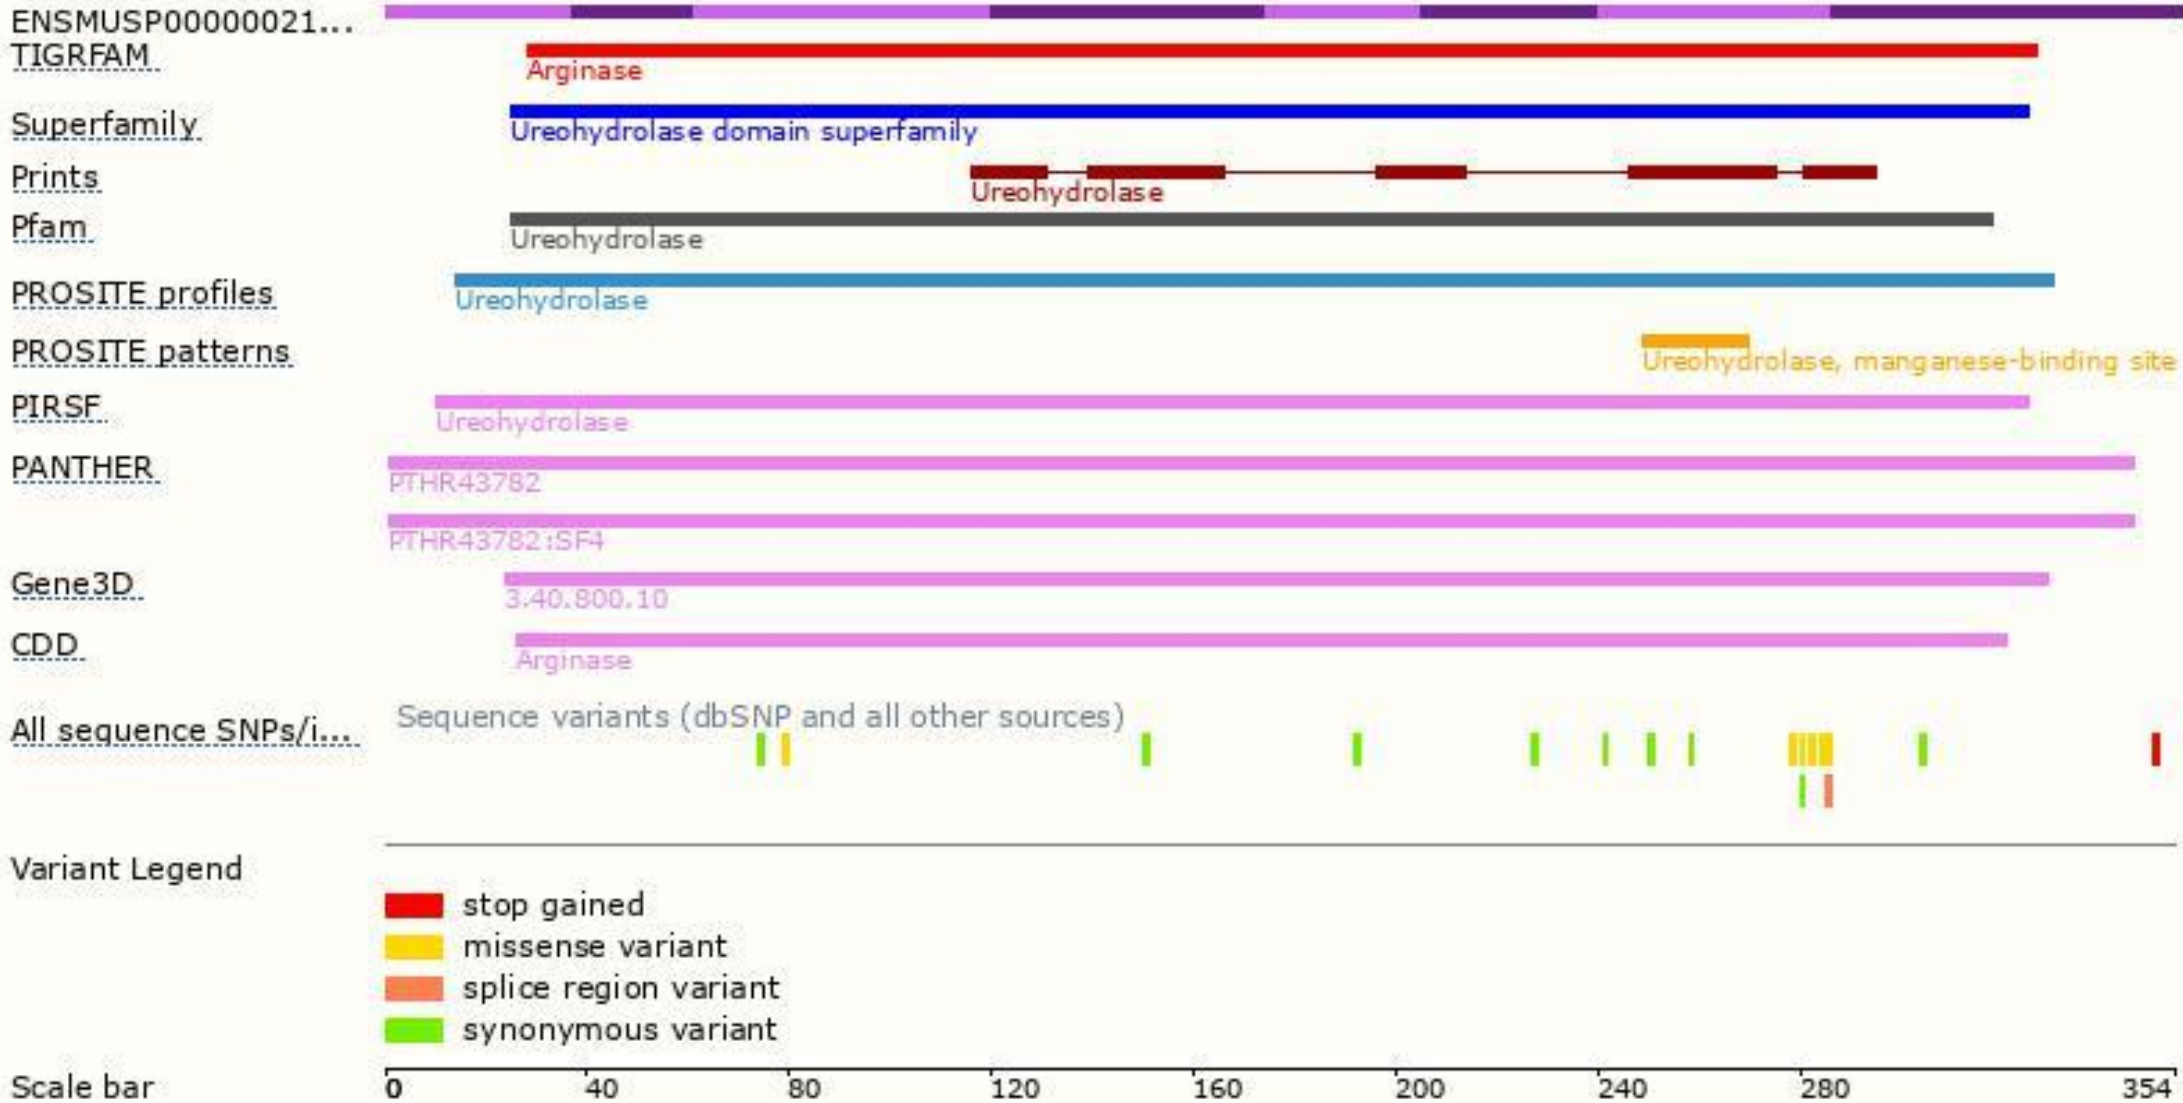 ENSMUSP00000021...
TIGRFAM
Arginase
Superfamily
Ureohydrolase domain superfamily
Prints
Ureohydrolase
Pfam
Ureohydrolase
PROSITE profiles
Ureohydrolase
PROSITE patterns
Ureohydrolase, manganese-binding site
PIRSF
Ureohydrolase
PANTHER
PTHR43782
PTHR43782:SF4
Gene3D
3.40.800.10
CDD
Arginase
All sequence SNPs/i...
Sequence variants (dbSNP and all other sources)
Variant Legend
stop gained
missense variant
splice region variant
synonymous variant
Scale bar 0 40 80 120 160 200 240 280 354